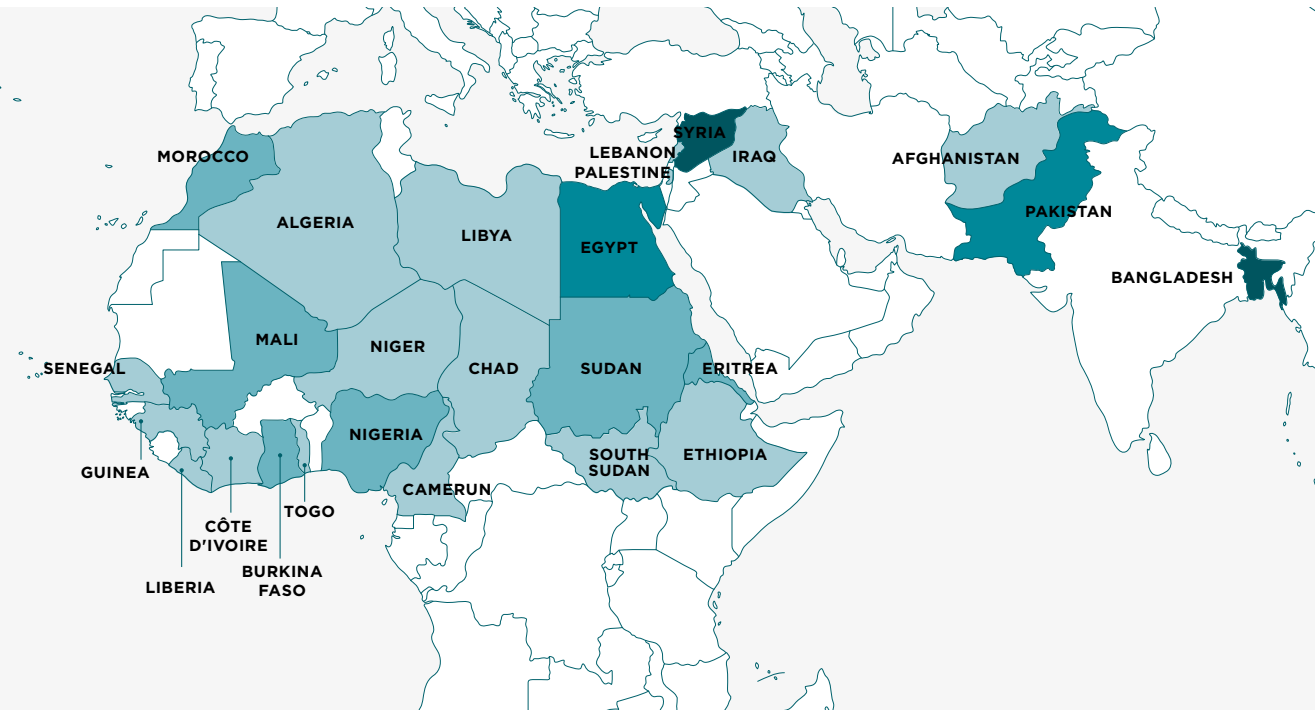 SYRIA
LEBANON
PALESTINE
IRAQ
AFGHANISTAN
MOROCCO
ALGERIA
LIBYA
EGYPT
PAKISTAN
BANGLADESH
MALI
NIGER
CHAD
SUDAN
ERITREA
SENEGAL
NIGERIA
SOUTH
SUDAN
ETHIOPIA
GUINEA
CAMERUN
TOGO
CÔTE
D'IVOIRE
LIBERIA
BURKINA
FASO